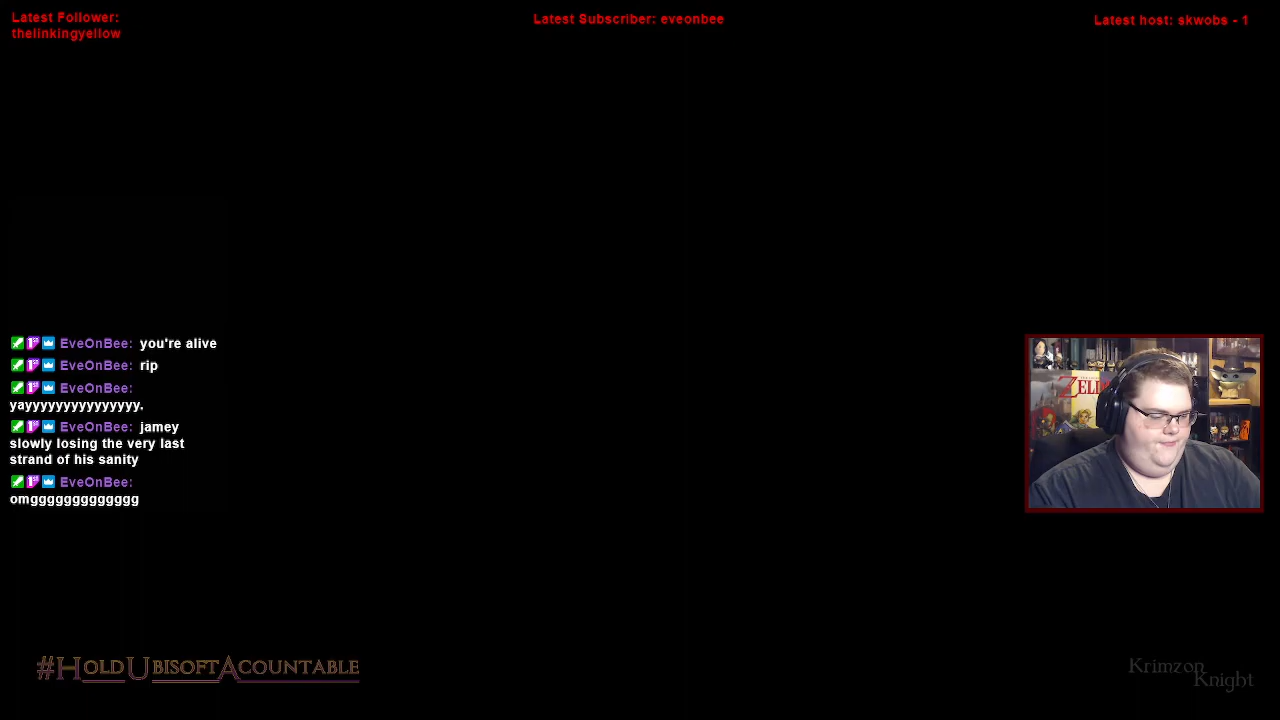 Latest Follower:
thelinkingyellow
Latest Subscriber: eveonbee
Latest host: skwobs - 1
EveOnBee: you're alive
EveOnBee: rip
EveOnBee:
yayyyyyyyyyyyyyyy.
EveOnBee: jamey
slowly losing the very last
strand of his sanity
EveOnBee:
omggggggggggggg
#HoldUbisoftAcountable
Krimzon
Knight